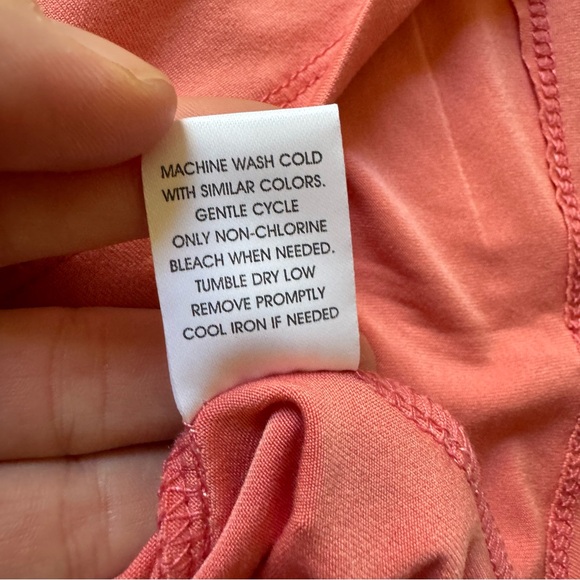 MACHINE WASH COLD
WITH SIMILAR COLORS.
GENTLE CYCLE
ONLY NON-CHLORINE
BLEACH WHEN NEEDED.
TUMBLE DRY LOW
REMOVE PROMPTLY
COOL IRON IF NEEDED